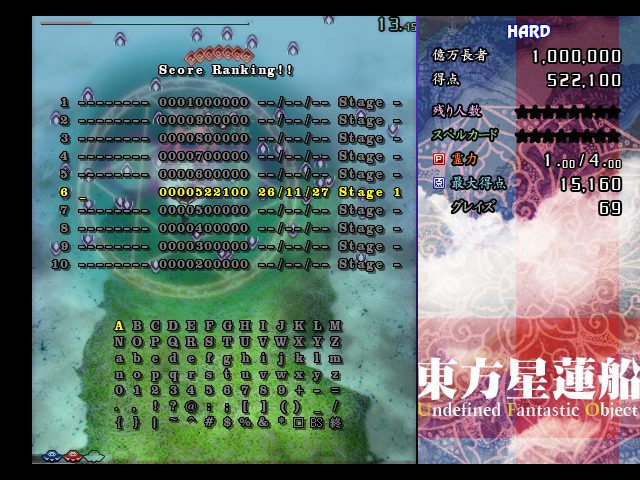 13.45
Score Ranking!!
1 -------- 0001000000 --/--/-- Stage -
2 -------- 0000900000 --/--/-- Stage -
3 -------- 0000800000 --/--/-- Stage -
4 -------- 0000700000 --/--/-- Stage -
5 -------- 0000600000 --/--/-- Stage -
6 _ 0000522100 26/11/27 Stage 1
7 -------- 0000500000 --/--/-- Stage -
8 -------- 0000400000 --/--/-- Stage -
9 -------- 0000300000 --/--/-- Stage -
10 -------- 0000200000 --/--/-- Stage -
A B C D E F G H I J K L M
N O P Q R S T U V W X Y Z
a b c d e f g h i j k l m
n o p q r s t u v w x y z
0 1 2 3 4 5 6 7 8 9 + - =
. , ! ? @ : ; [ ] ( ) _ /
{ } | ~ ^ # $ % & * □ BS 終
HARD
億万長者 1,000,000
得点 522,100
残り人数 ★★★★★★★★
スペルカード ★★★★★★★★
P 霊力 1.00/4.00
点 最大得点 15,160
グレイズ 69
東方星蓮船
Undefined Fantastic Object